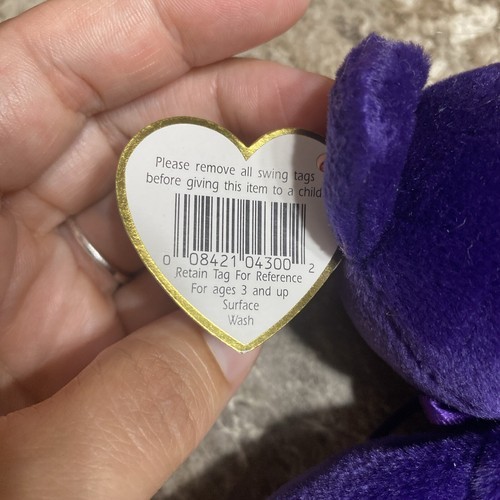 Please remove all swing tags
before giving this item to a child
0 08421 04300 2
Retain Tag For Reference
For ages 3 and up
Surface
Wash